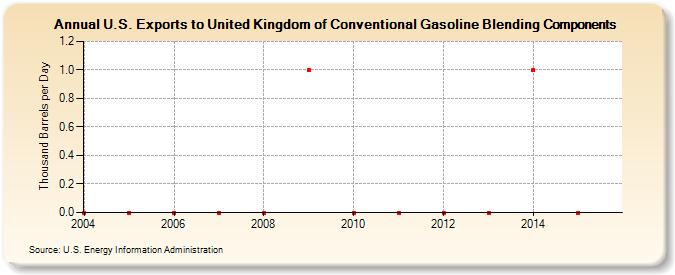 Annual U.S. Exports to United Kingdom of Conventional Gasoline Blending Components
Thousand Barrels per Day
1.2
1.0
0.8
0.6
0.4
0.2
0.0
2004 2006 2008 2010 2012 2014
Source: U.S. Energy Information Administration